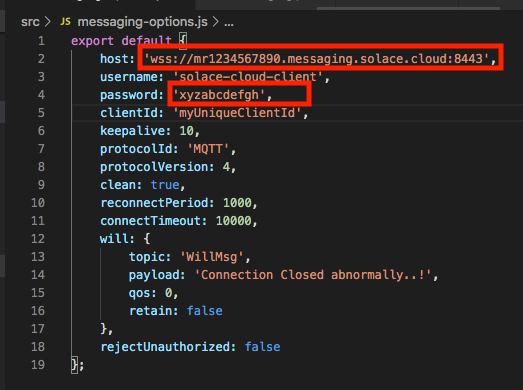 src > JS messaging-options.js > ...
1 export default {
2 host: 'wss://mr1234567890.messaging.solace.cloud:8443',
3 username: 'solace-cloud-client',
4 password: 'xyzabcdefgh',
5 clientId: 'myUniqueClientId',
6 keepalive: 10,
7 protocolId: 'MQTT',
8 protocolVersion: 4,
9 clean: true,
10 reconnectPeriod: 1000,
11 connectTimeout: 10000,
12 will: {
13 topic: 'WillMsg',
14 payload: 'Connection Closed abnormally..!',
15 qos: 0,
16 retain: false
17 },
18 rejectUnauthorized: false
19 };